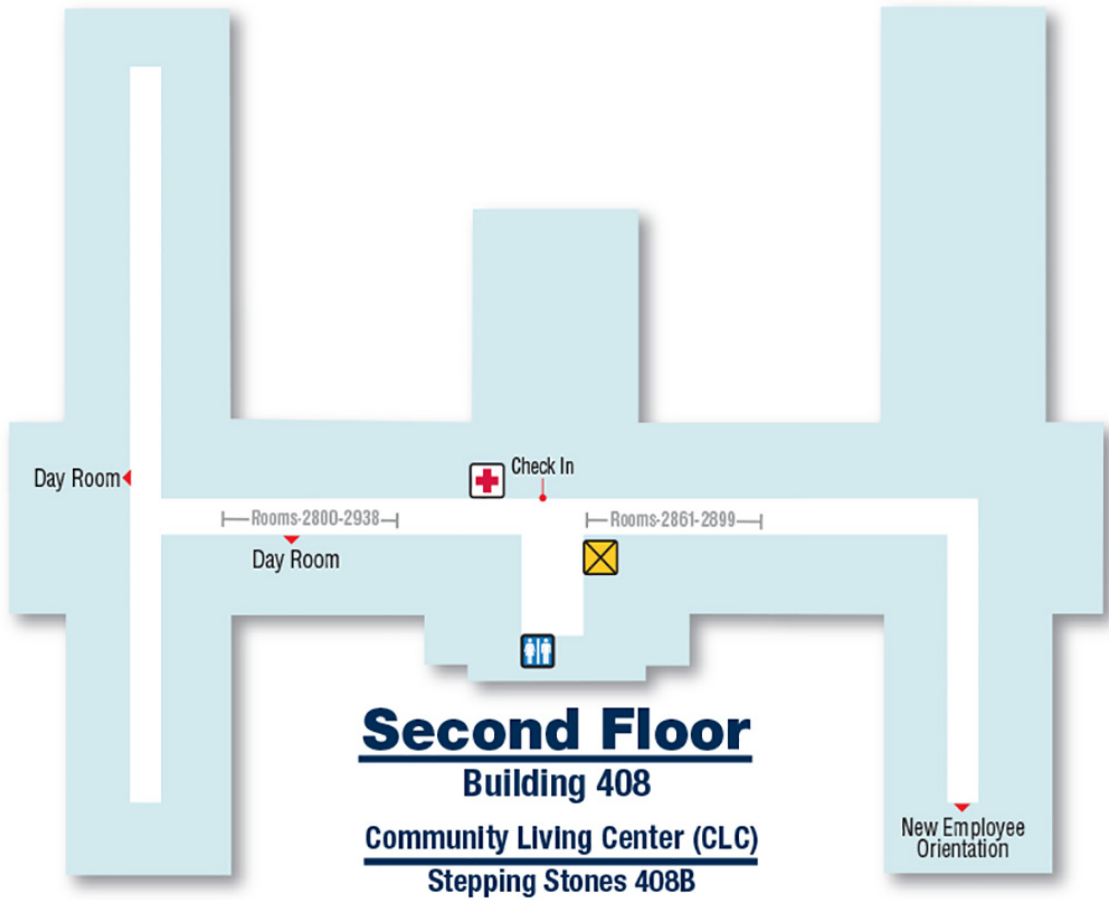 Day Room
Check In
Rooms-2800-2938
Rooms-2861-2899
Day Room
Second Floor
Building 408
Community Living Center (CLC)
Stepping Stones 408B
New Employee
Orientation